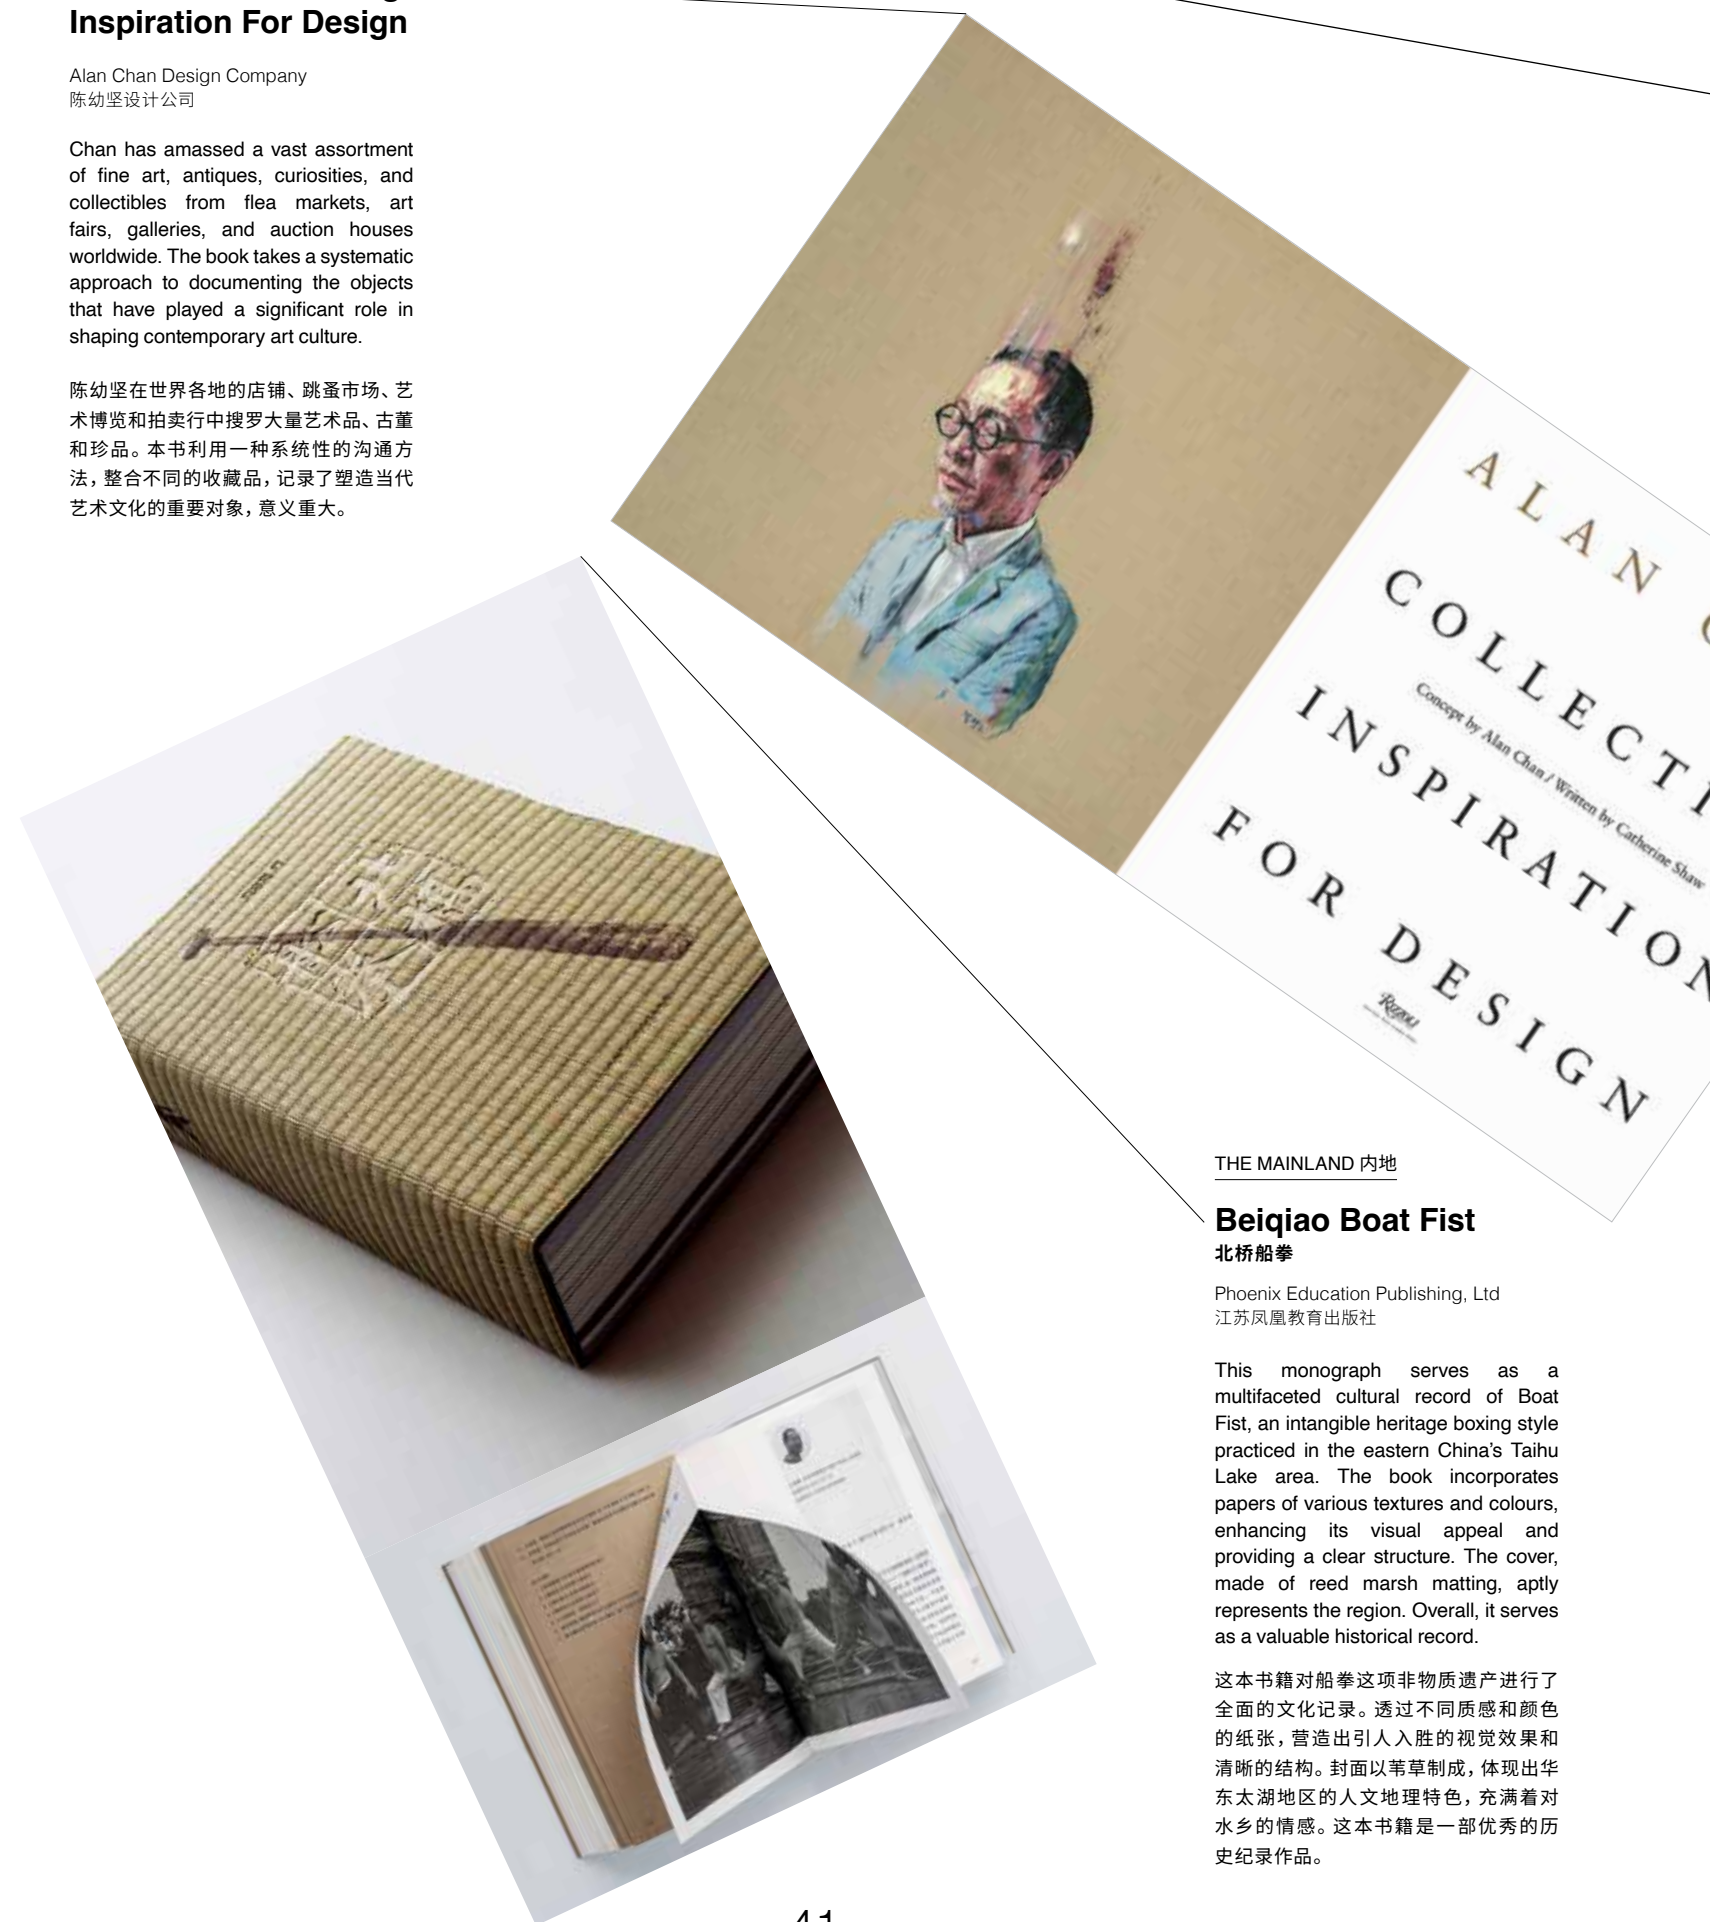 Inspiration For Design
Alan Chan Design Company
陈幼坚设计公司
Chan has amassed a vast assortment
of fine art, antiques, curiosities, and
collectibles from flea markets, art
fairs, galleries, and auction houses
worldwide. The book takes a systematic
approach to documenting the objects
that have played a significant role in
shaping contemporary art culture.
陈幼坚在世界各地的店铺、跳蚤市场、艺
术博览和拍卖行中搜罗大量艺术品、古董
和珍品。本书利用一种系统性的沟通方
法，整合不同的收藏品，记录了塑造当代
艺术文化的重要对象，意义重大。
ALAN
COLLECTI
Concept by Alan Chan / Written by Catherine Shaw
INSPIRATION
FOR DESIGN
RIZZOLI
THE MAINLAND 内地
Beiqiao Boat Fist
北桥船拳
Phoenix Education Publishing, Ltd
江苏凤凰教育出版社
This monograph serves as a
multifaceted cultural record of Boat
Fist, an intangible heritage boxing style
practiced in the eastern China’s Taihu
Lake area. The book incorporates
papers of various textures and colours,
enhancing its visual appeal and
providing a clear structure. The cover,
made of reed marsh matting, aptly
represents the region. Overall, it serves
as a valuable historical record.
这本书籍对船拳这项非物质遗产进行了
全面的文化记录。透过不同质感和颜色
的纸张，营造出引人入胜的视觉效果和
清晰的结构。封面以苇草制成，体现出华
东太湖地区的人文地理特色，充满着对
水乡的情感。这本书籍是一部优秀的历
史纪录作品。
41